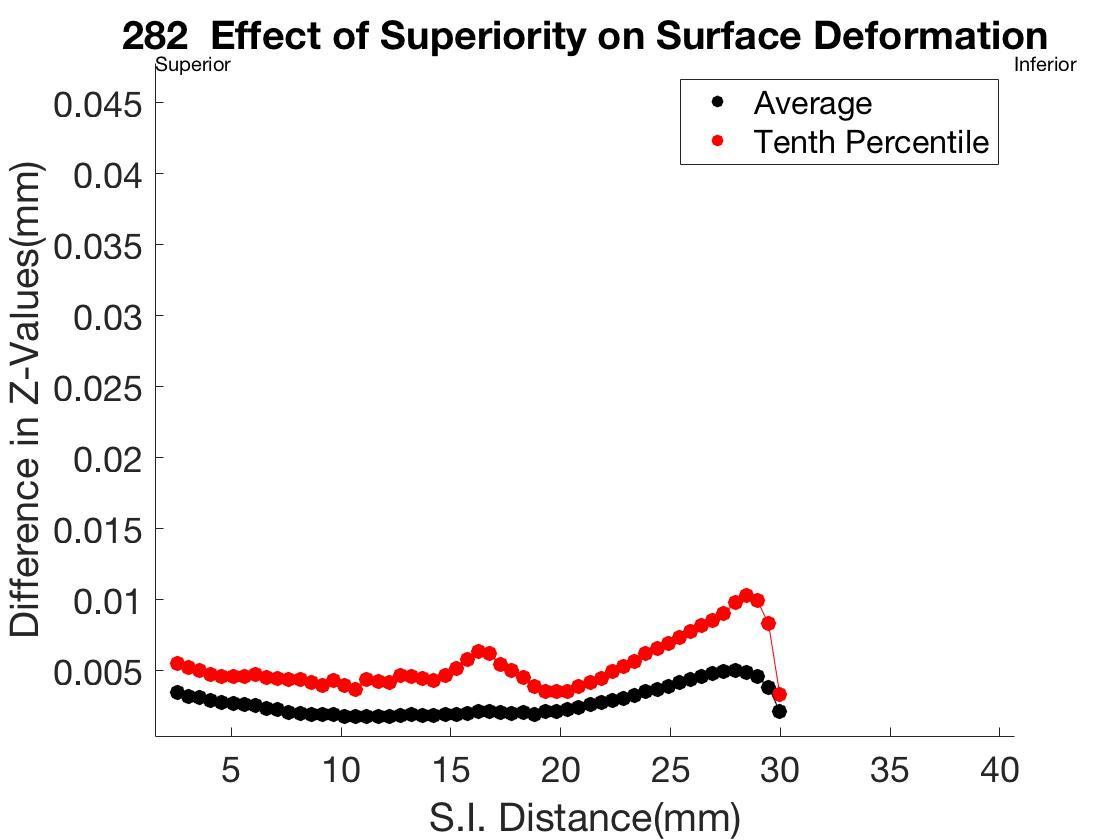 282  Effect of Superiority on Surface Deformation
Superior
Inferior
Average
Tenth Percentile
Difference in Z-Values(mm)
0.045
0.04
0.035
0.03
0.025
0.02
0.015
0.01
0.005
5 10 15 20 25 30 35 40
S.I. Distance(mm)